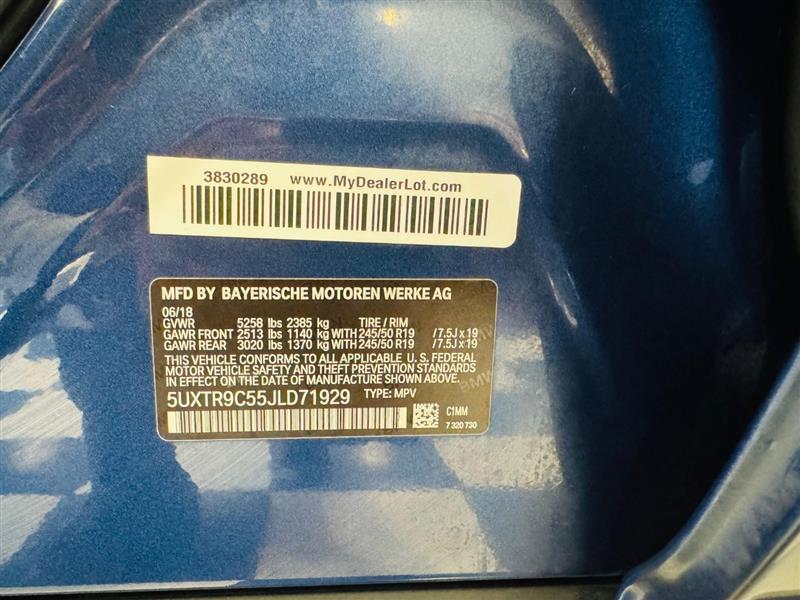 3830289 www.MyDealerLot.com
MFD BY BAYERISCHE MOTOREN WERKE AG
06/18
GVWR 5258 lbs 2385 kg TIRE / RIM
GAWR FRONT 2513 lbs 1140 kg WITH 245/50 R19 /7.5J x 19
GAWR REAR 3020 lbs 1370 kg WITH 245/50 R19 /7.5J x 19
THIS VEHICLE CONFORMS TO ALL APPLICABLE U. S. FEDERAL
MOTOR VEHICLE SAFETY AND THEFT PREVENTION STANDARDS
IN EFFECT ON THE DATE OF MANUFACTURE SHOWN ABOVE.
5UXTR9C55JLD71929 TYPE: MPV
C1MM
7 320 730